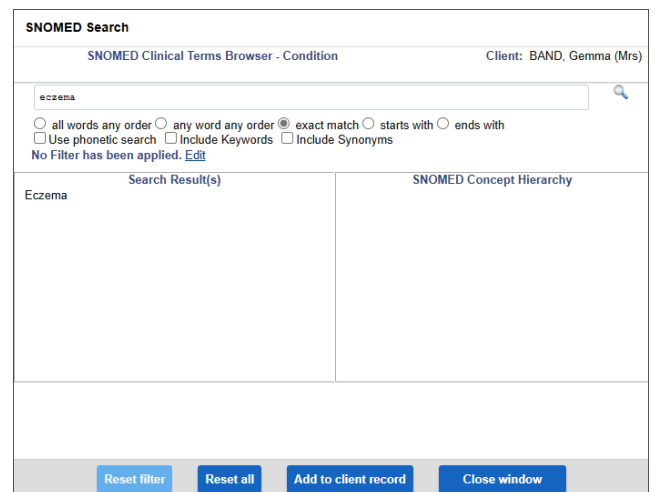 SNOMED Search
SNOMED Clinical Terms Browser - Condition Client: BAND, Gemma (Mrs)
eczema
all words any order any word any order exact match starts with ends with
Use phonetic search Include Keywords Include Synonyms
No Filter has been applied. Edit
Search Result(s) SNOMED Concept Hierarchy
Eczema
Reset filter Reset all Add to client record Close window